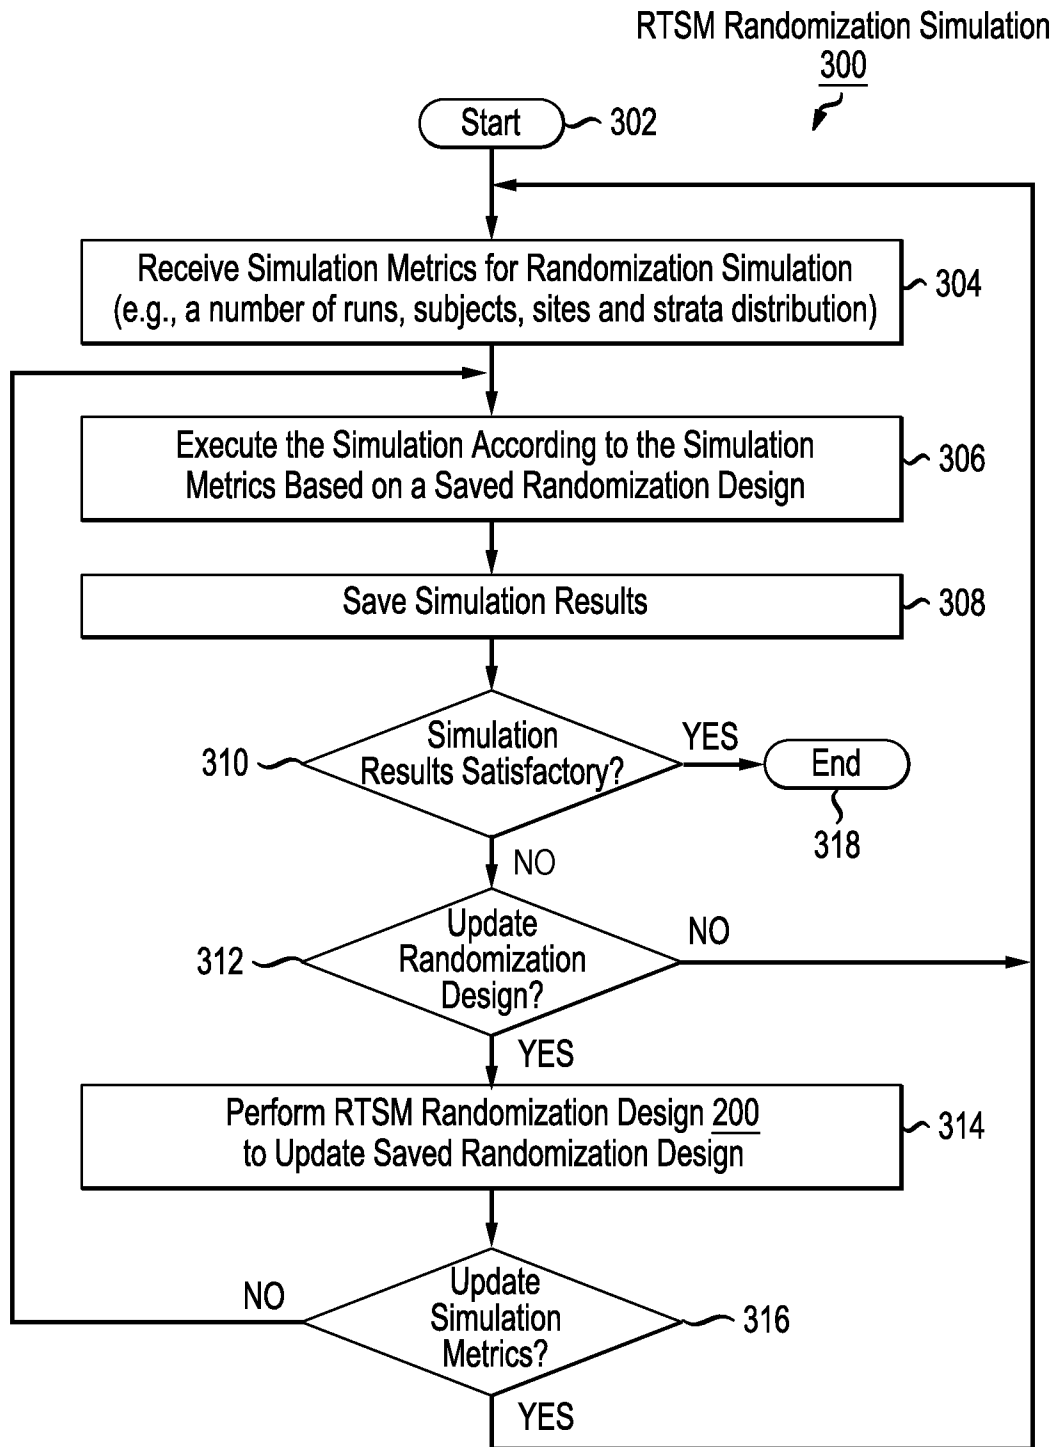 RTSM Randomization Simulation
300
Start
302
Receive Simulation Metrics for Randomization Simulation
(e.g., a number of runs, subjects, sites and strata distribution)
304
Execute the Simulation According to the Simulation
Metrics Based on a Saved Randomization Design
306
Save Simulation Results
308
Simulation
Results Satisfactory?
310
YES
End
318
NO
Update
Randomization
Design?
312
NO
YES
Perform RTSM Randomization Design 200
to Update Saved Randomization Design
314
Update
Simulation
Metrics?
NO
316
YES